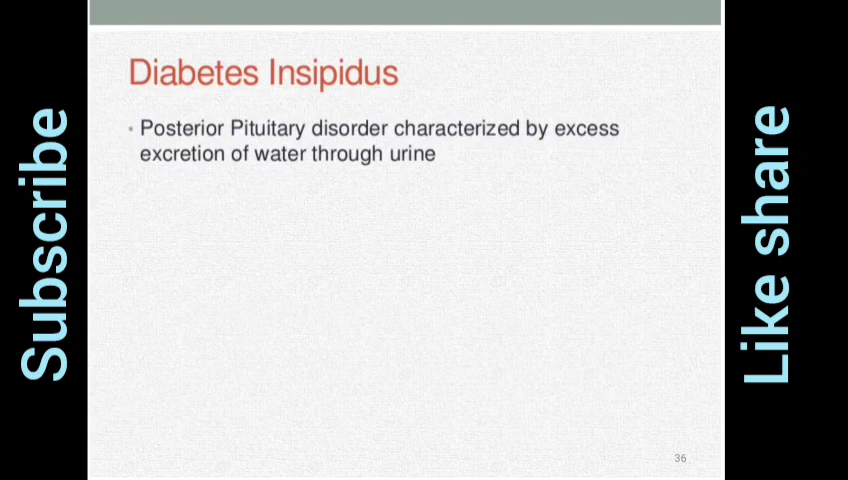 Subscribe
Diabetes Insipidus
• Posterior Pituitary disorder characterized by excess
excretion of water through urine
36
Like share